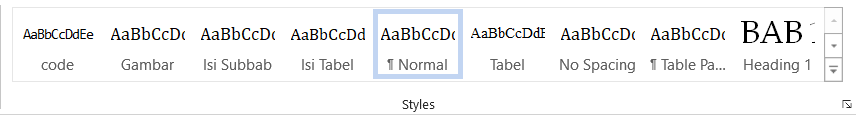 AaBbCcDdEe AaBbCcDc AaBbCcDc AaBbCcDd AaBbCcDc AaBbCcDdE AaBbCcDc AaBbCcDc BAB
code Gambar Isi Subbab Isi Tabel ¶ Normal Tabel No Spacing ¶ Table Pa... Heading 1
Styles